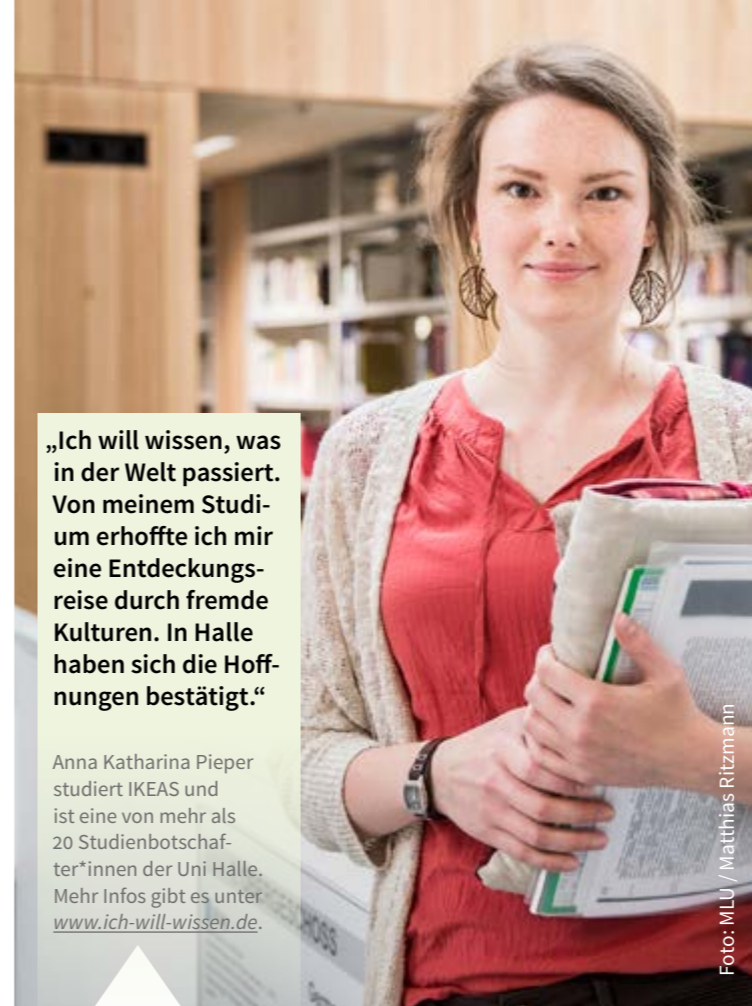 „Ich will wissen, was
in der Welt passiert.
Von meinem Studi-
um erhoffte ich mir
eine Entdeckungs-
reise durch fremde
Kulturen. In Halle
haben sich die Hoff-
nungen bestätigt.“
Anna Katharina Pieper
studiert IKEAS und
ist eine von mehr als
20 Studienbotschaf-
ter*innen der Uni Halle.
Mehr Infos gibt es unter
www.ich-will-wissen.de.
Foto: MLU / Matthias Ritzmann